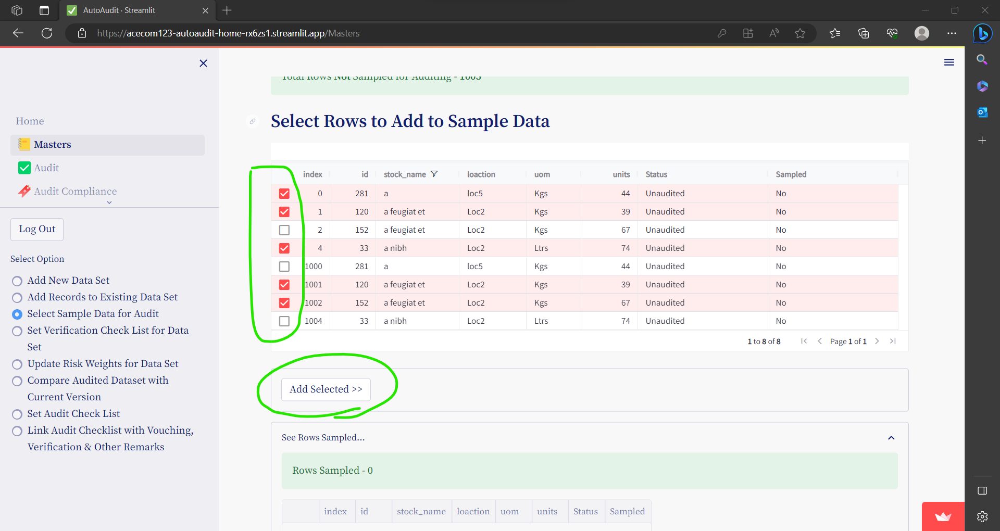 AutoAudit · Streamlit
https://acecom123-autoaudit-home-rx6zs1.streamlit.app/Masters
Home
Masters
Audit
Audit Compliance
Log Out
Select Option
Add New Data Set
Add Records to Existing Data Set
Select Sample Data for Audit
Set Verification Check List for Data
Set
Update Risk Weights for Data Set
Compare Audited Dataset with
Current Version
Set Audit Check List
Link Audit Checklist with Vouching,
Verification & Other Remarks
Total Rows Not Sampled for Auditing - 1005
Select Rows to Add to Sample Data
index id stock_name loaction uom units Status Sampled
0 281 a loc5 Kgs 44 Unaudited No
1 120 a feugiat et Loc2 Kgs 39 Unaudited No
2 152 a feugiat et Loc2 Kgs 67 Unaudited No
4 33 a nibh Loc2 Ltrs 74 Unaudited No
1000 281 a loc5 Kgs 44 Unaudited No
1001 120 a feugiat et Loc2 Kgs 39 Unaudited No
1002 152 a feugiat et Loc2 Kgs 67 Unaudited No
1004 33 a nibh Loc2 Ltrs 74 Unaudited No
1 to 8 of 8 Page 1 of 1
Add Selected >>
See Rows Sampled...
Rows Sampled - 0
index id stock_name loaction uom units Status Sampled